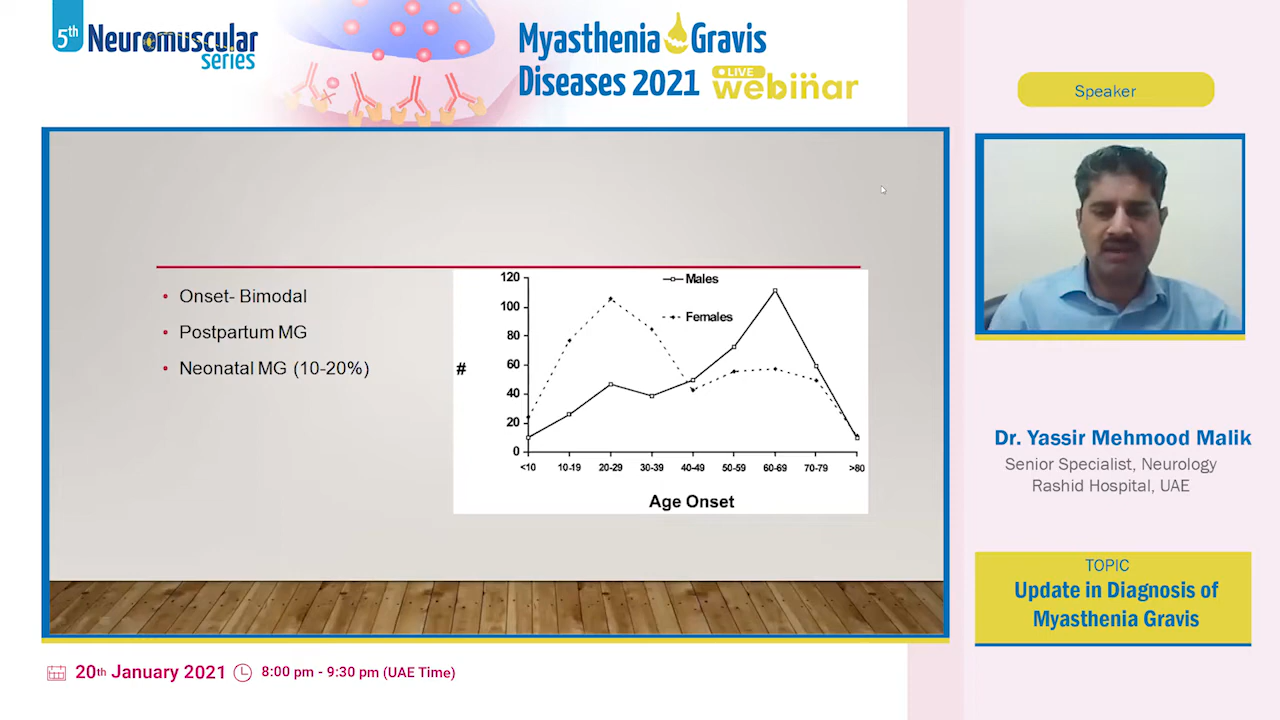 5th Neuromuscular
series
Myasthenia Gravis
Diseases 2021 LIVE webinar
Speaker
Onset- Bimodal
Postpartum MG
Neonatal MG (10-20%)
120
100
80
60
40
20
0
#
Males
Females
<10 10-19 20-29 30-39 40-49 50-59 60-69 70-79 >80
Age Onset
Dr. Yassir Mehmood Malik
Senior Specialist, Neurology
Rashid Hospital, UAE
TOPIC
Update in Diagnosis of
Myasthenia Gravis
20th January 2021 8:00 pm - 9:30 pm (UAE Time)